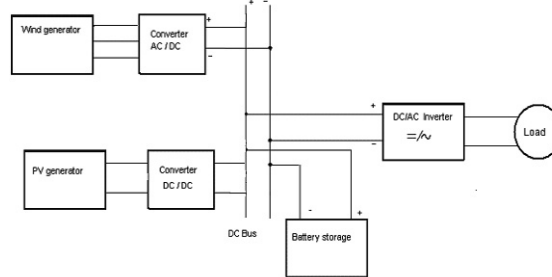 + -
Wind generator
Converter
AC / DC
+
-
+
DC/AC Inverter
=/~
-
Load
PV generator
Converter
DC / DC
- +
DC Bus
Battery storage